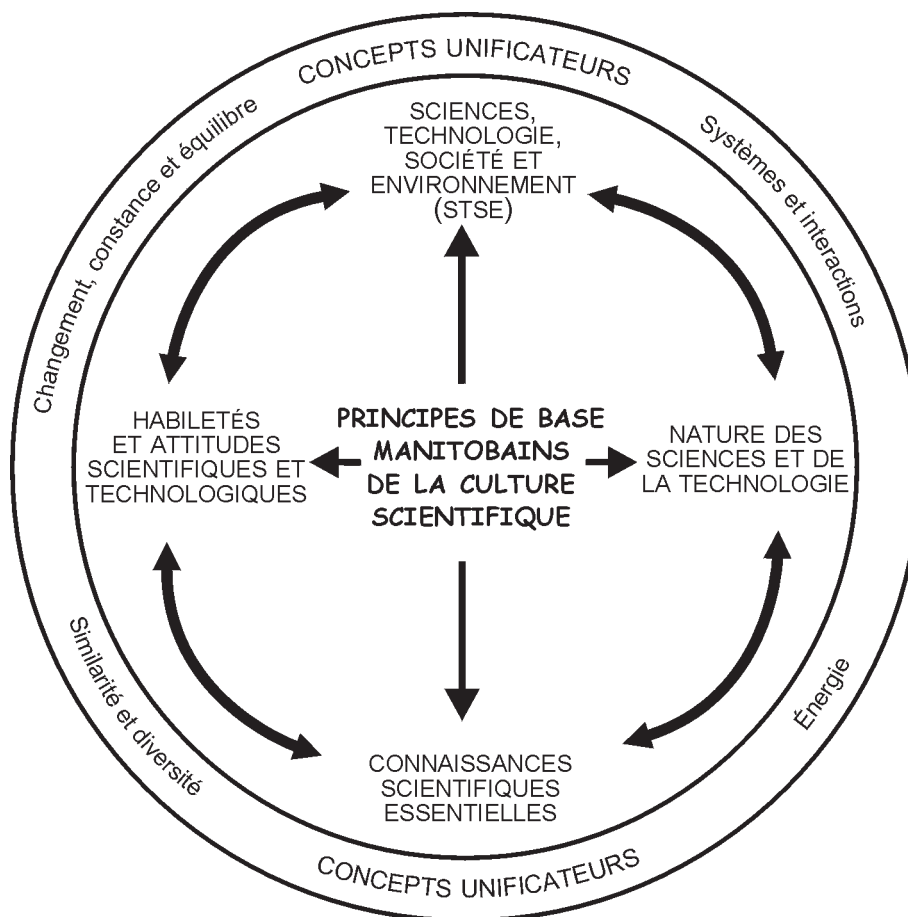 CONCEPTS UNIFICATEURS
Changement, constance et équilibre
Systèmes et interactions
SCIENCES,
TECHNOLOGIE,
SOCIÉTÉ ET
ENVIRONNEMENT
(STSE)
HABILETÉS
ET ATTITUDES
SCIENTIFIQUES ET
TECHNOLOGIQUES
PRINCIPES DE BASE
MANITOBAINS
DE LA CULTURE
SCIENTIFIQUE
NATURE DES
SCIENCES ET DE
LA TECHNOLOGIE
Similarité et diversité
Énergie
CONNAISSANCES
SCIENTIFIQUES
ESSENTIELLES
CONCEPTS UNIFICATEURS